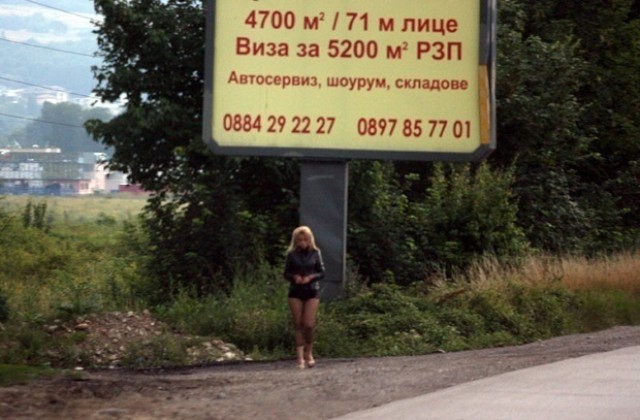 4700 м² / 71 м лице
Виза за 5200 м² РЗП
Автосервиз, шоурум, складове
0884 29 22 27 0897 85 77 01